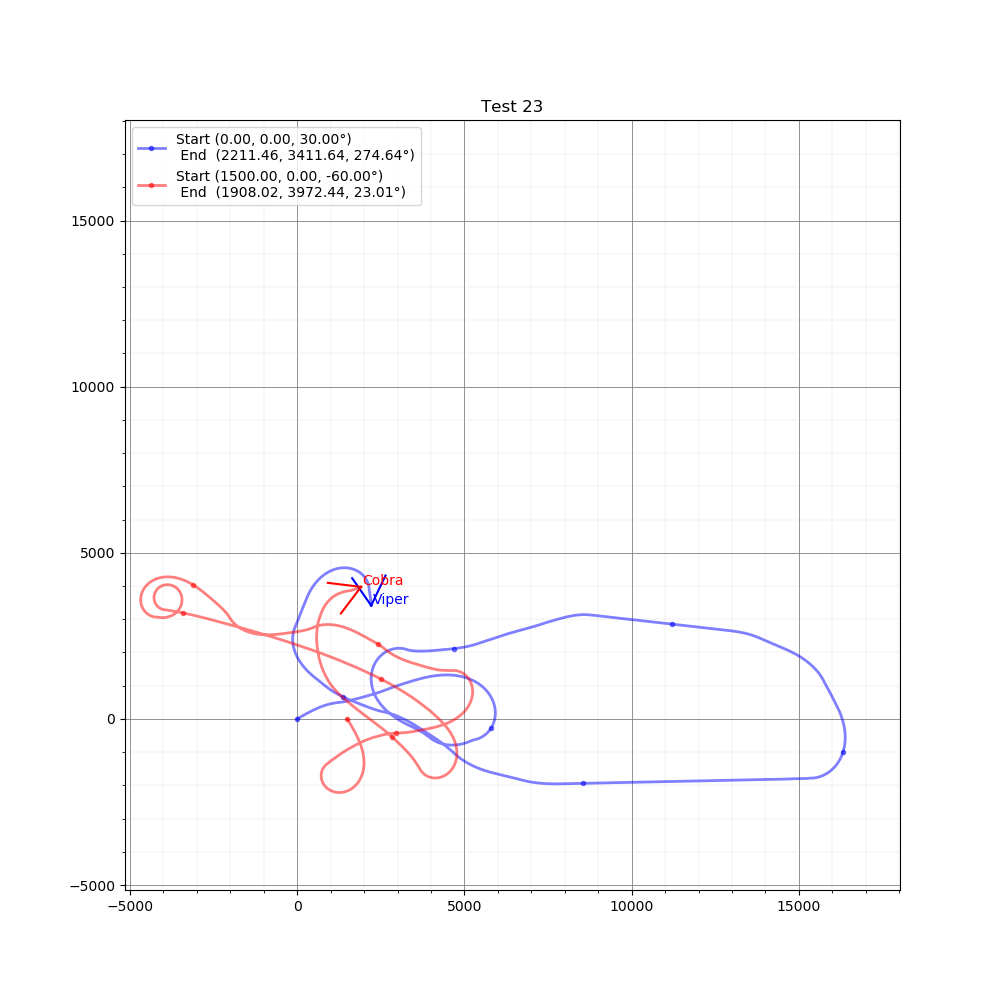 Test 23
Start (0.00, 0.00, 30.00°)
End (2211.46, 3411.64, 274.64°)
Start (1500.00, 0.00, -60.00°)
End (1908.02, 3972.44, 23.01°)
15000
10000
5000
0
−5000
Cobra
Viper
−5000 0 5000 10000 15000